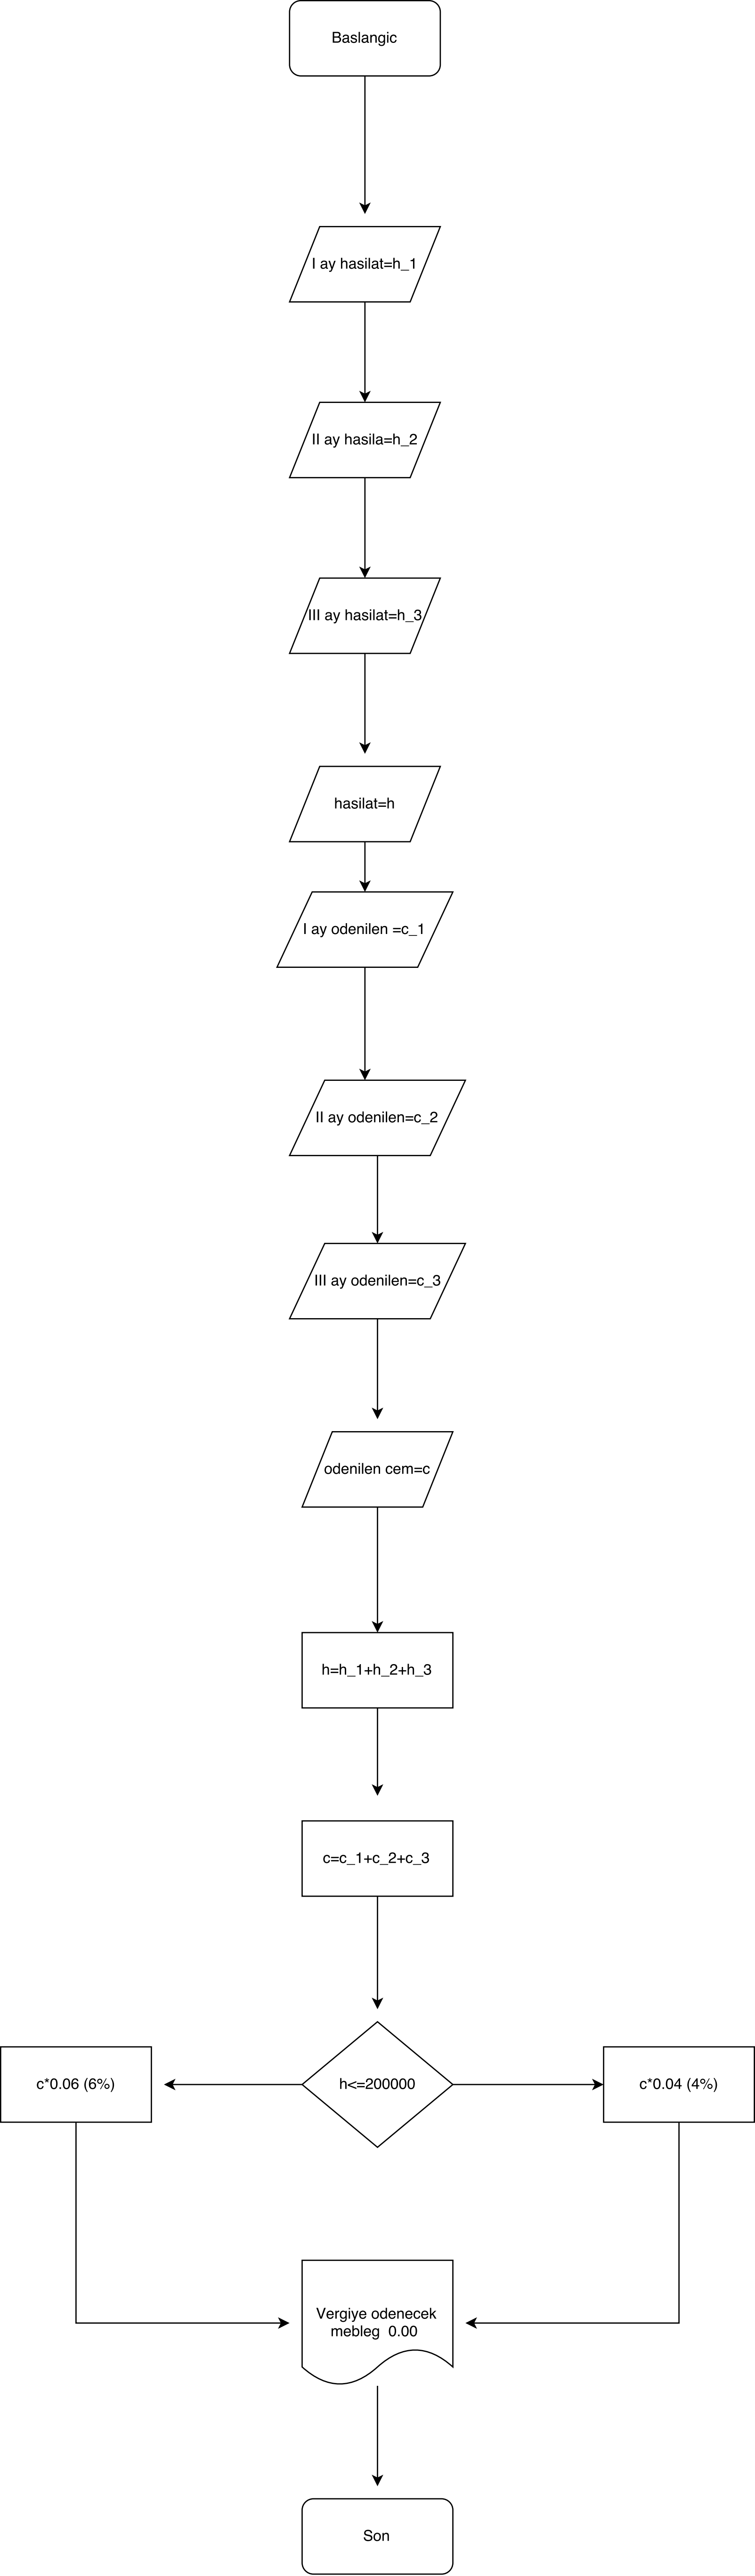 Baslangic
I ay hasilat=h_1
II ay hasila=h_2
III ay hasilat=h_3
hasilat=h
I ay odenilen =c_1
II ay odenilen=c_2
III ay odenilen=c_3
odenilen cem=c
h=h_1+h_2+h_3
c=c_1+c_2+c_3
c*0.06 (6%)
h<=200000
c*0.04 (4%)
Vergiye odenecek
mebleg 0.00
Son